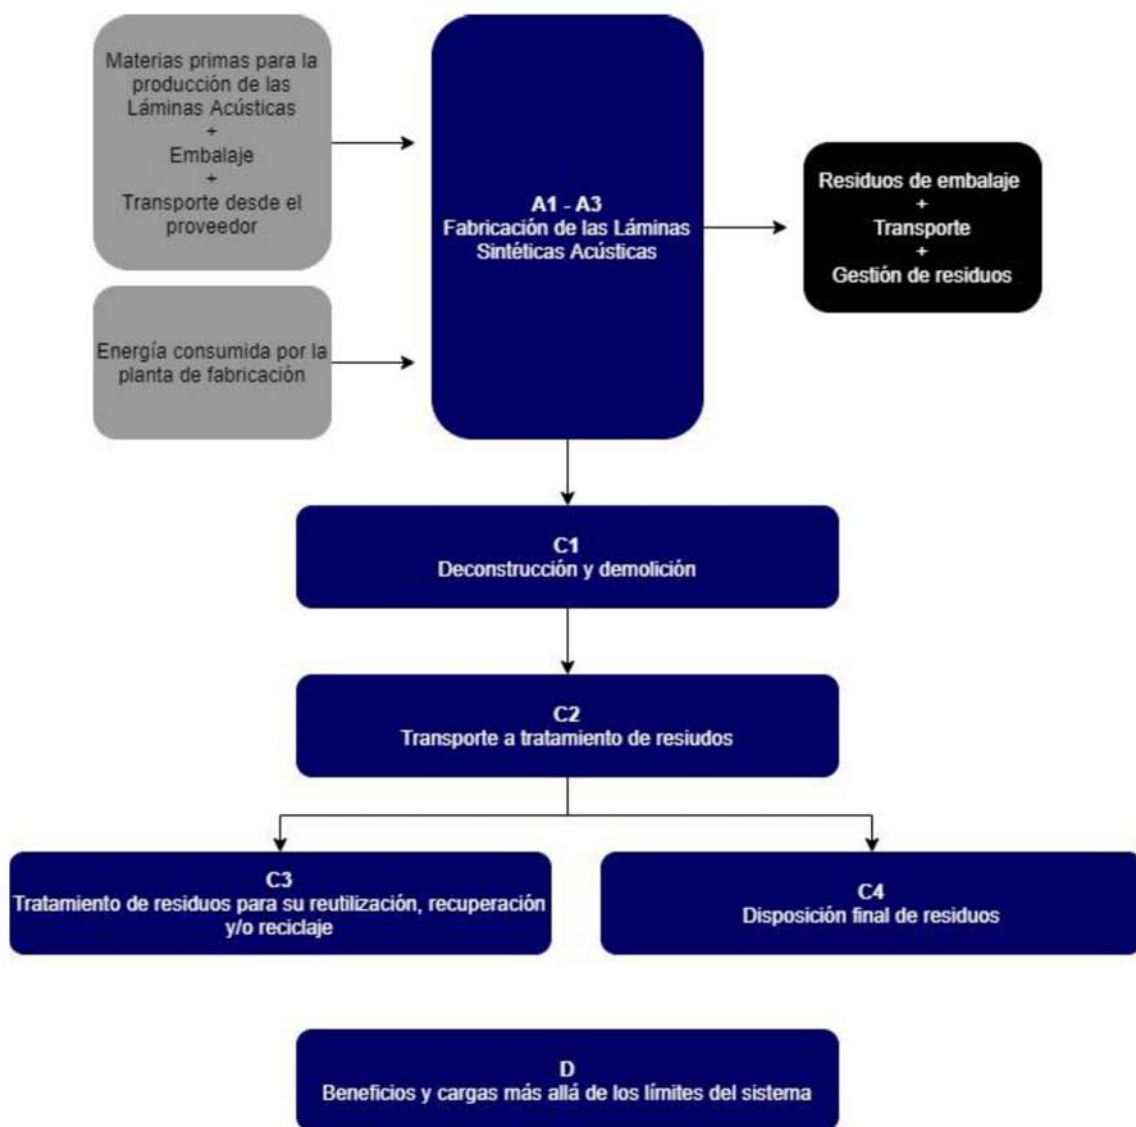 Materias primas para la
producción de las
Láminas Acústicas
+
Embalaje
+
Transporte desde el
proveedor
Energía consumida por la
planta de fabricación
A1 - A3
Fabricación de las Láminas
Sintéticas Acústicas
Residuos de embalaje
+
Transporte
+
Gestión de residuos
C1
Deconstrucción y demolición
C2
Transporte a tratamiento de resiudos
C3
Tratamiento de residuos para su reutilización, recuperación
y/o reciclaje
C4
Disposición final de residuos
D
Beneficios y cargas más allá de los límites del sistema